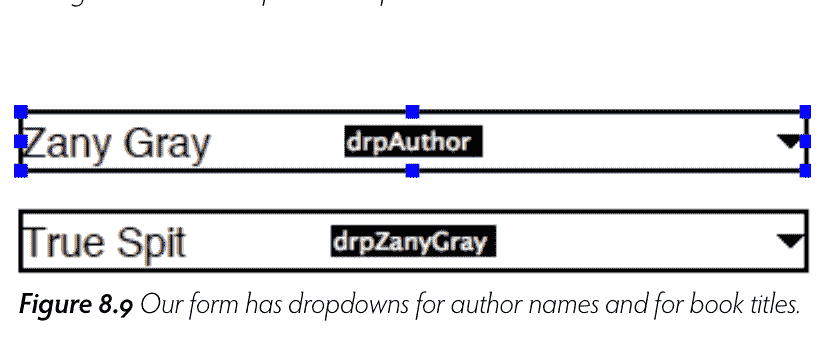 Zany Gray drpAuthor
True Spit drpZanyGray
Figure 8.9 Our form has dropdowns for author names and for book titles.